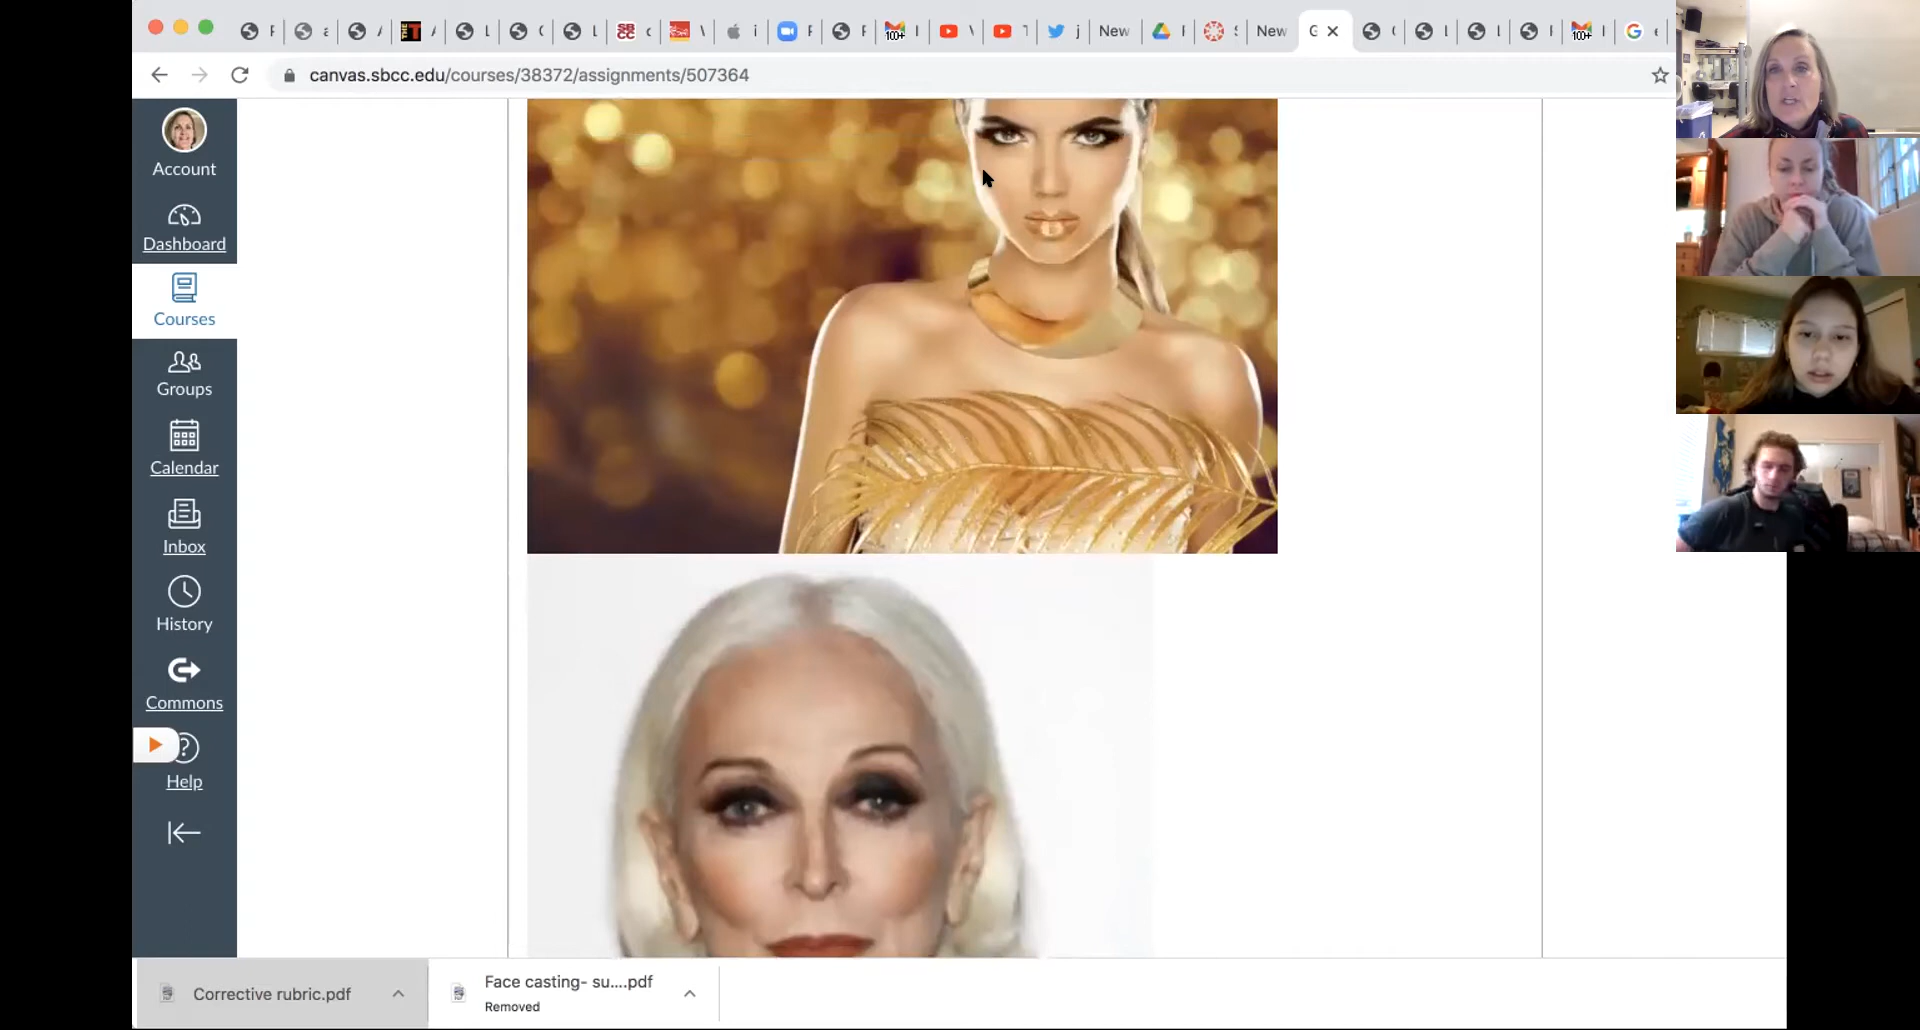 New
New
G
canvas.sbcc.edu/courses/38372/assignments/507364
Account
Dashboard
Courses
Groups
Calendar
Inbox
History
Commons
Help
Corrective rubric.pdf
Face casting- su....pdf
Removed